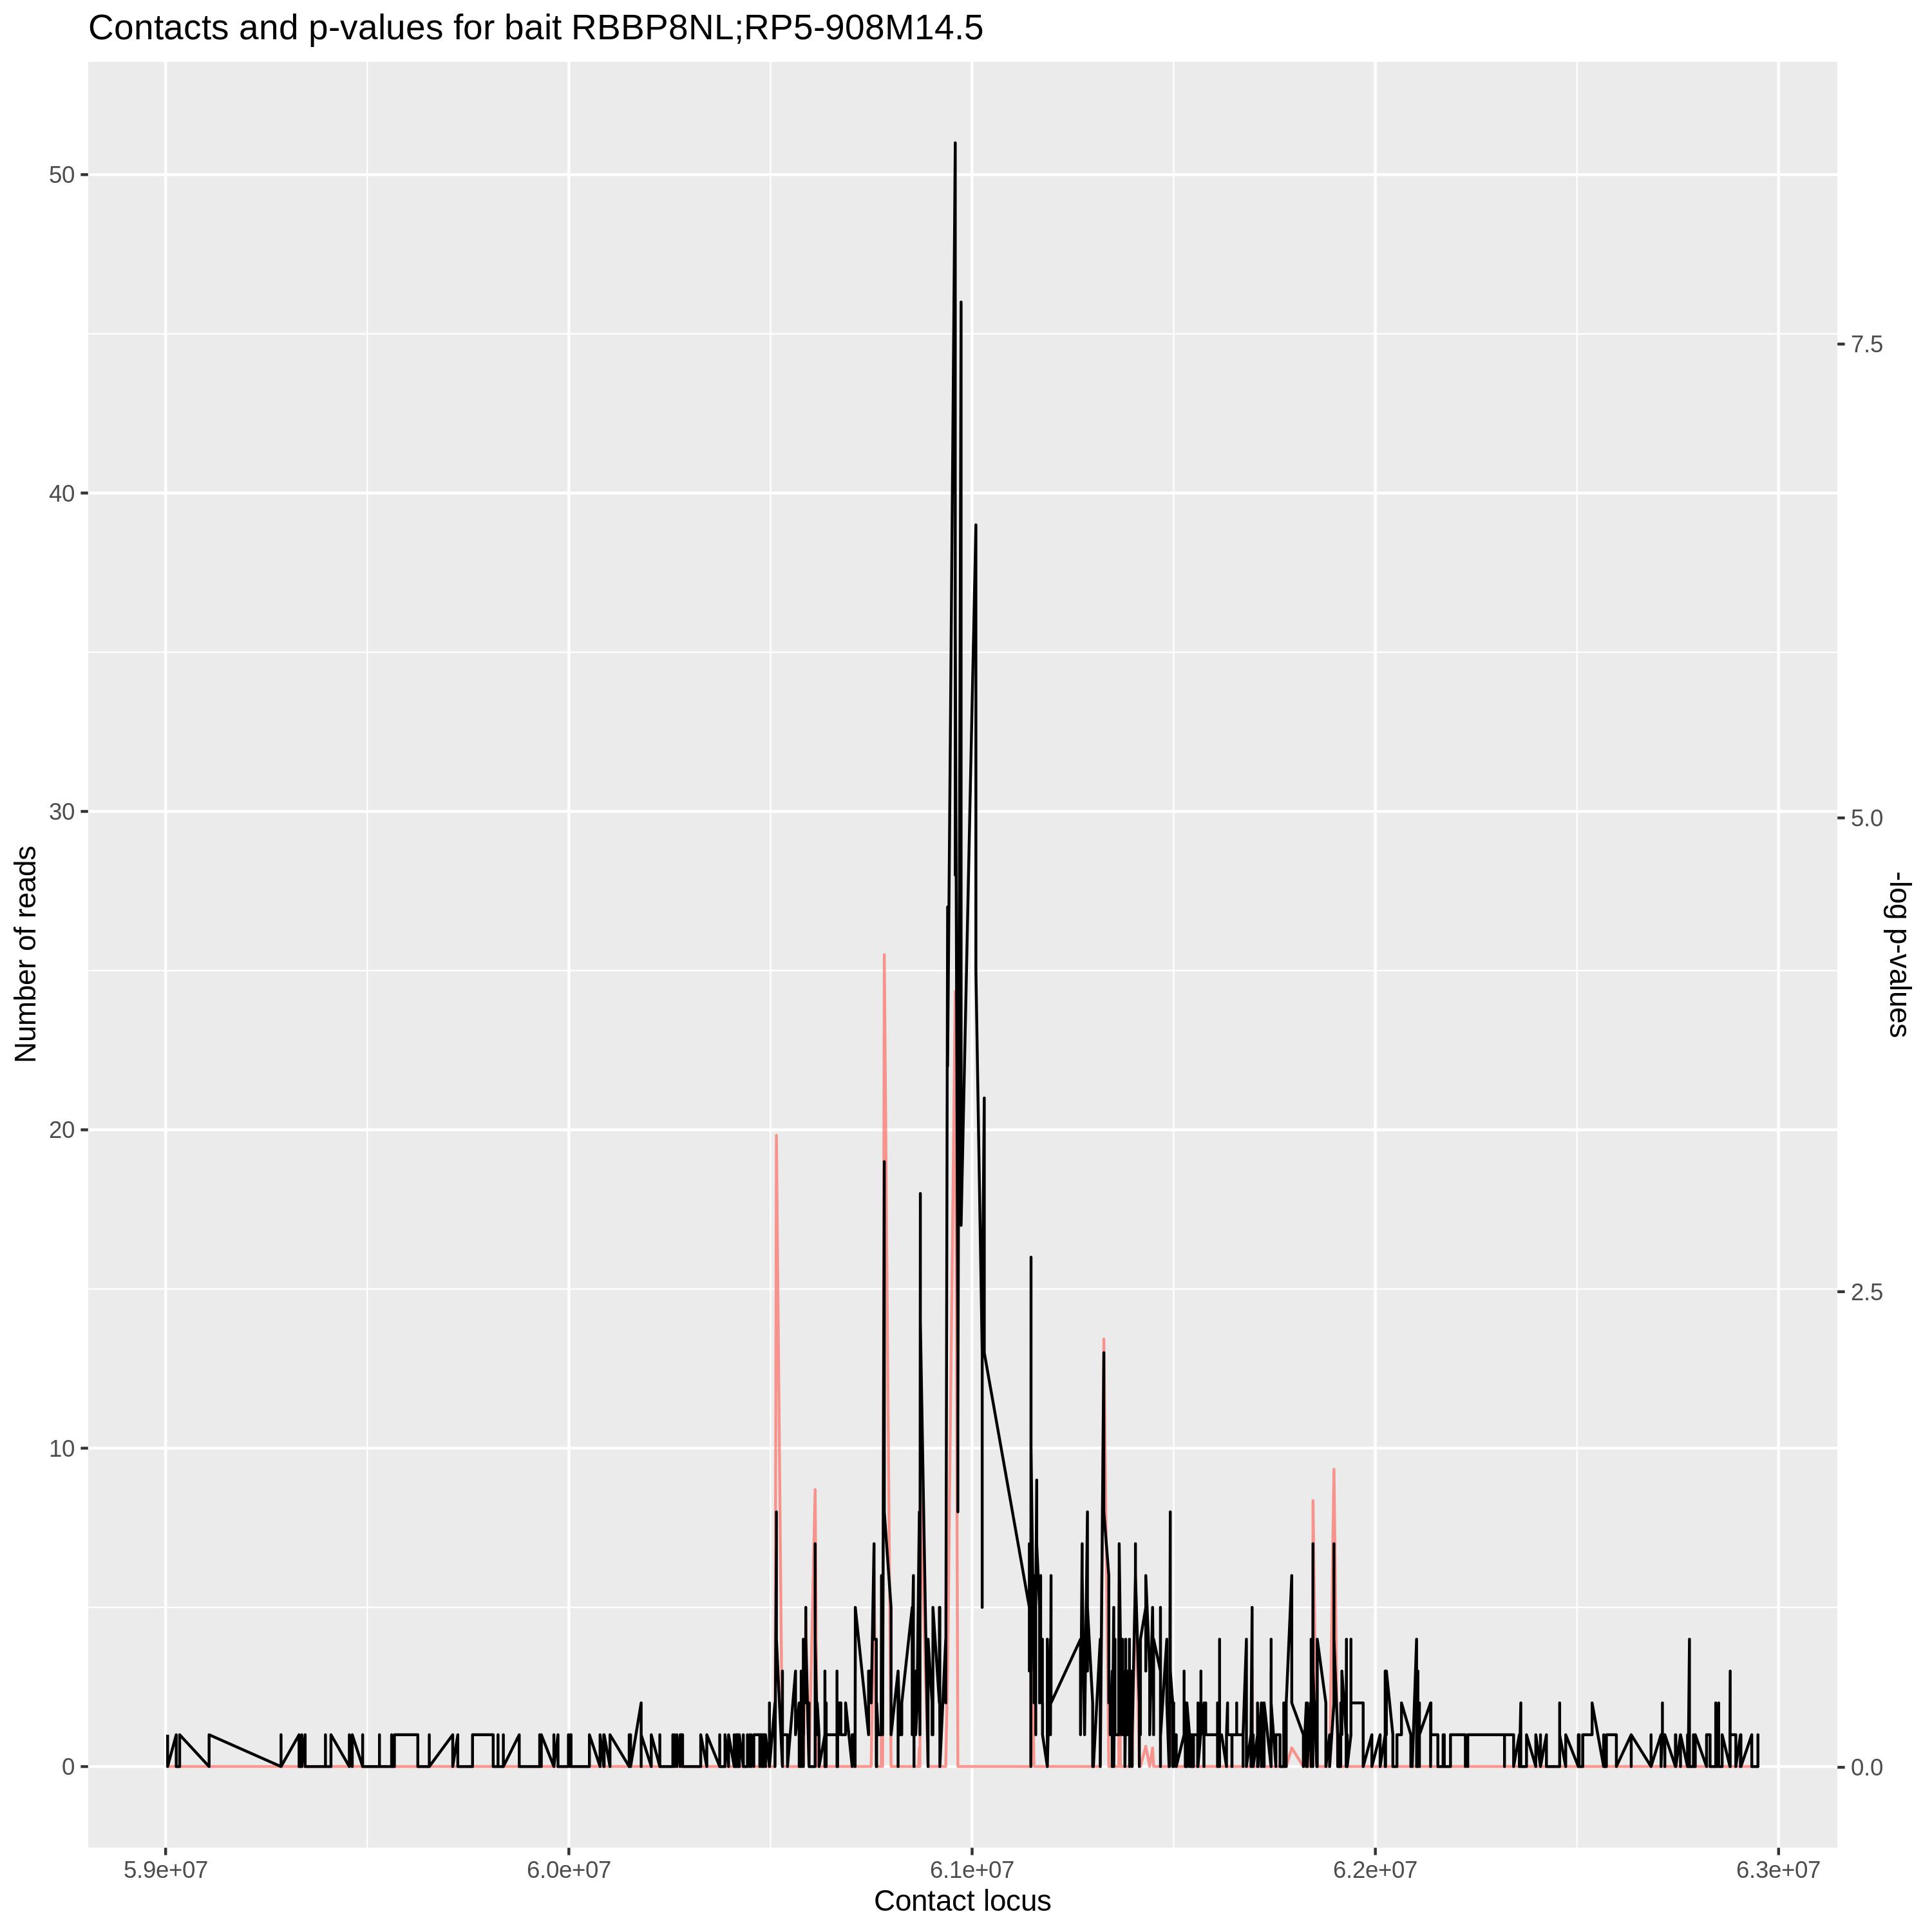 Contacts and p-values for bait RBBP8NL;RP5-908M14.5
50
40
30
20
10
0
Number of reads
7.5
5.0
2.5
0.0
-log p-values
5.9e+07 6.0e+07 6.1e+07 6.2e+07 6.3e+07
Contact locus